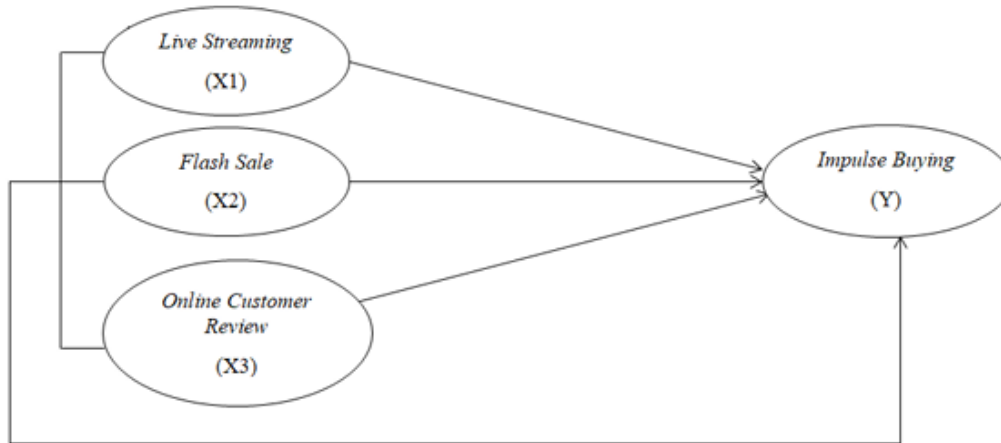 Live Streaming
(X1)
Flash Sale
(X2)
Online Customer
Review
(X3)
Impulse Buying
(Y)